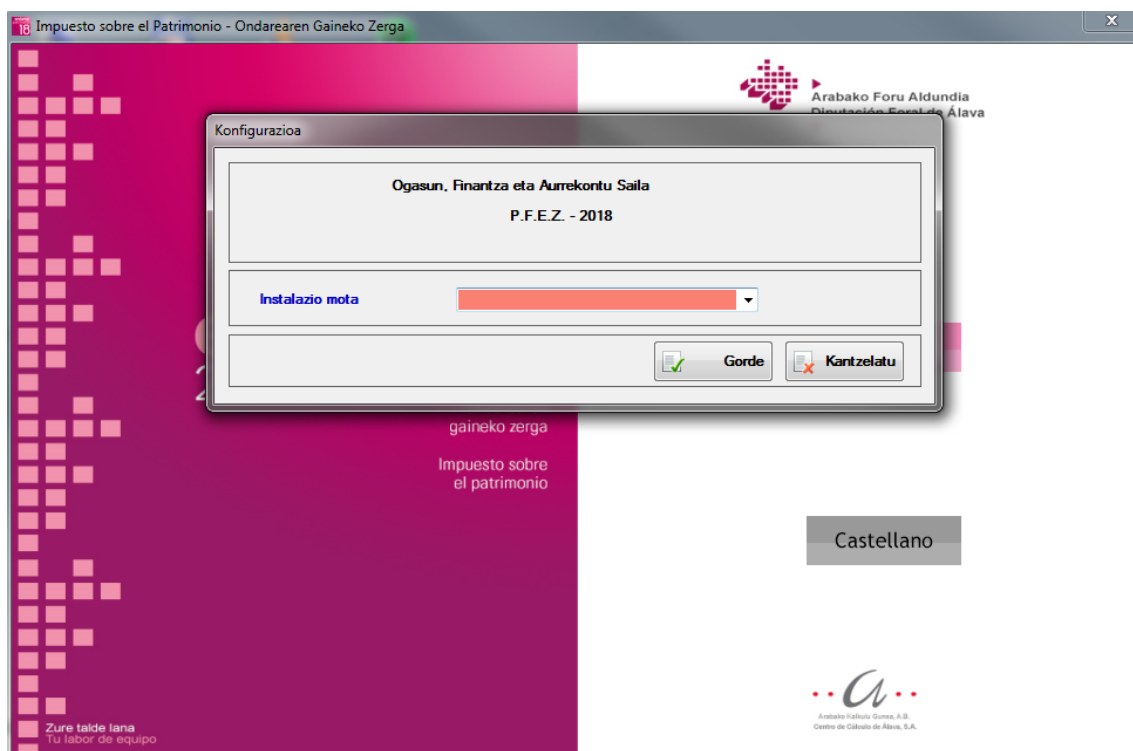 18 Impuesto sobre el Patrimonio - Ondarearen Gaineko Zerga
Arabako Foru Aldundia
Diputación Foral de Álava
Konfigurazioa
Ogasun, Finantza eta Aurrekontu Saila
P.F.E.Z. - 2018
Instalazio mota
Gorde
Kantzelatu
gaineko zerga
Impuesto sobre
el patrimonio
Castellano
Arabako Kalkulu Gunea, A.B.
Centro de Cálculo de Álava, S.A.
Zure talde lana
Tu labor de equipo